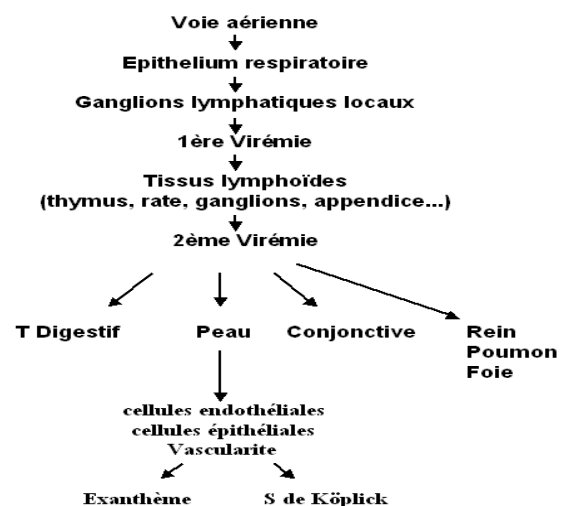 Voie aérienne
Epithelium respiratoire
Ganglions lymphatiques locaux
1ère Virémie
Tissus lymphoïdes
(thymus, rate, ganglions, appendice...)
2ème Virémie
T Digestif Peau Conjonctive Rein
Poumon
Foie
cellules endothéliales
cellules épithéliales
Vascularite
Exanthème S de Köplick